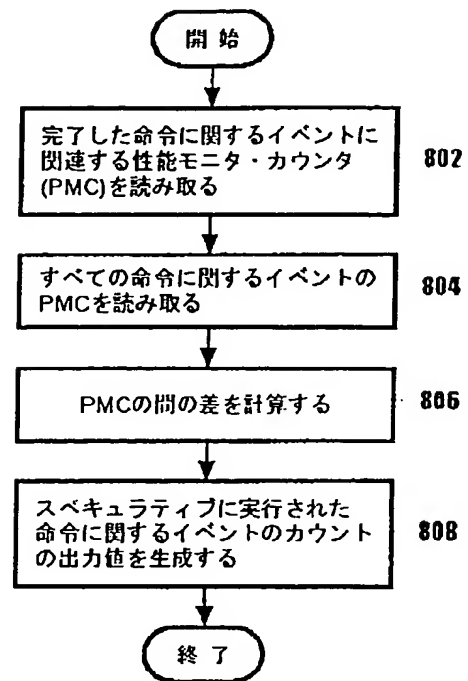 開 始
完了した命令に関するイベントに
関連する性能モニタ・カウンタ
(PMC)を読み取る
802
すべての命令に関するイベントの
PMCを読み取る
804
PMCの間の差を計算する
806
スペキュラティブに実行された
命令に関するイベントのカウント
の出力値を生成する
808
終 了